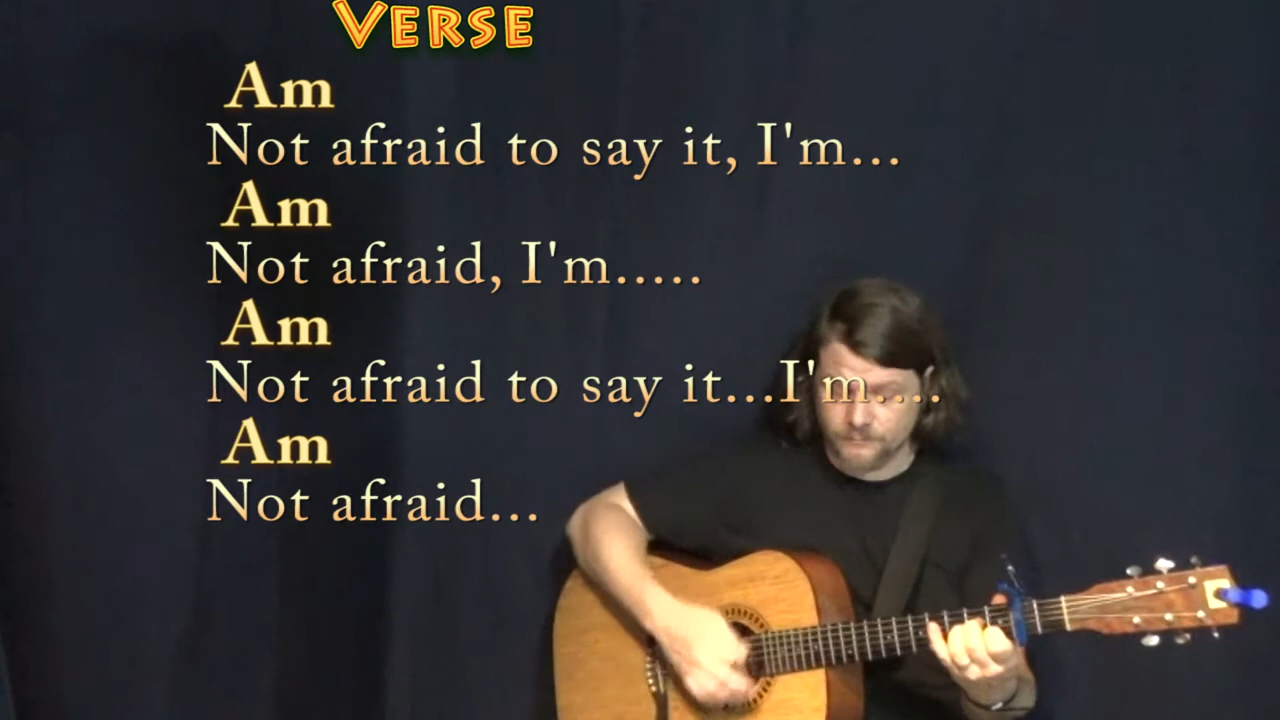 VERSE
Am
Not afraid to say it, I'm...
Am
Not afraid, I'm.....
Am
Not afraid to say it...I'm....
Am
Not afraid...